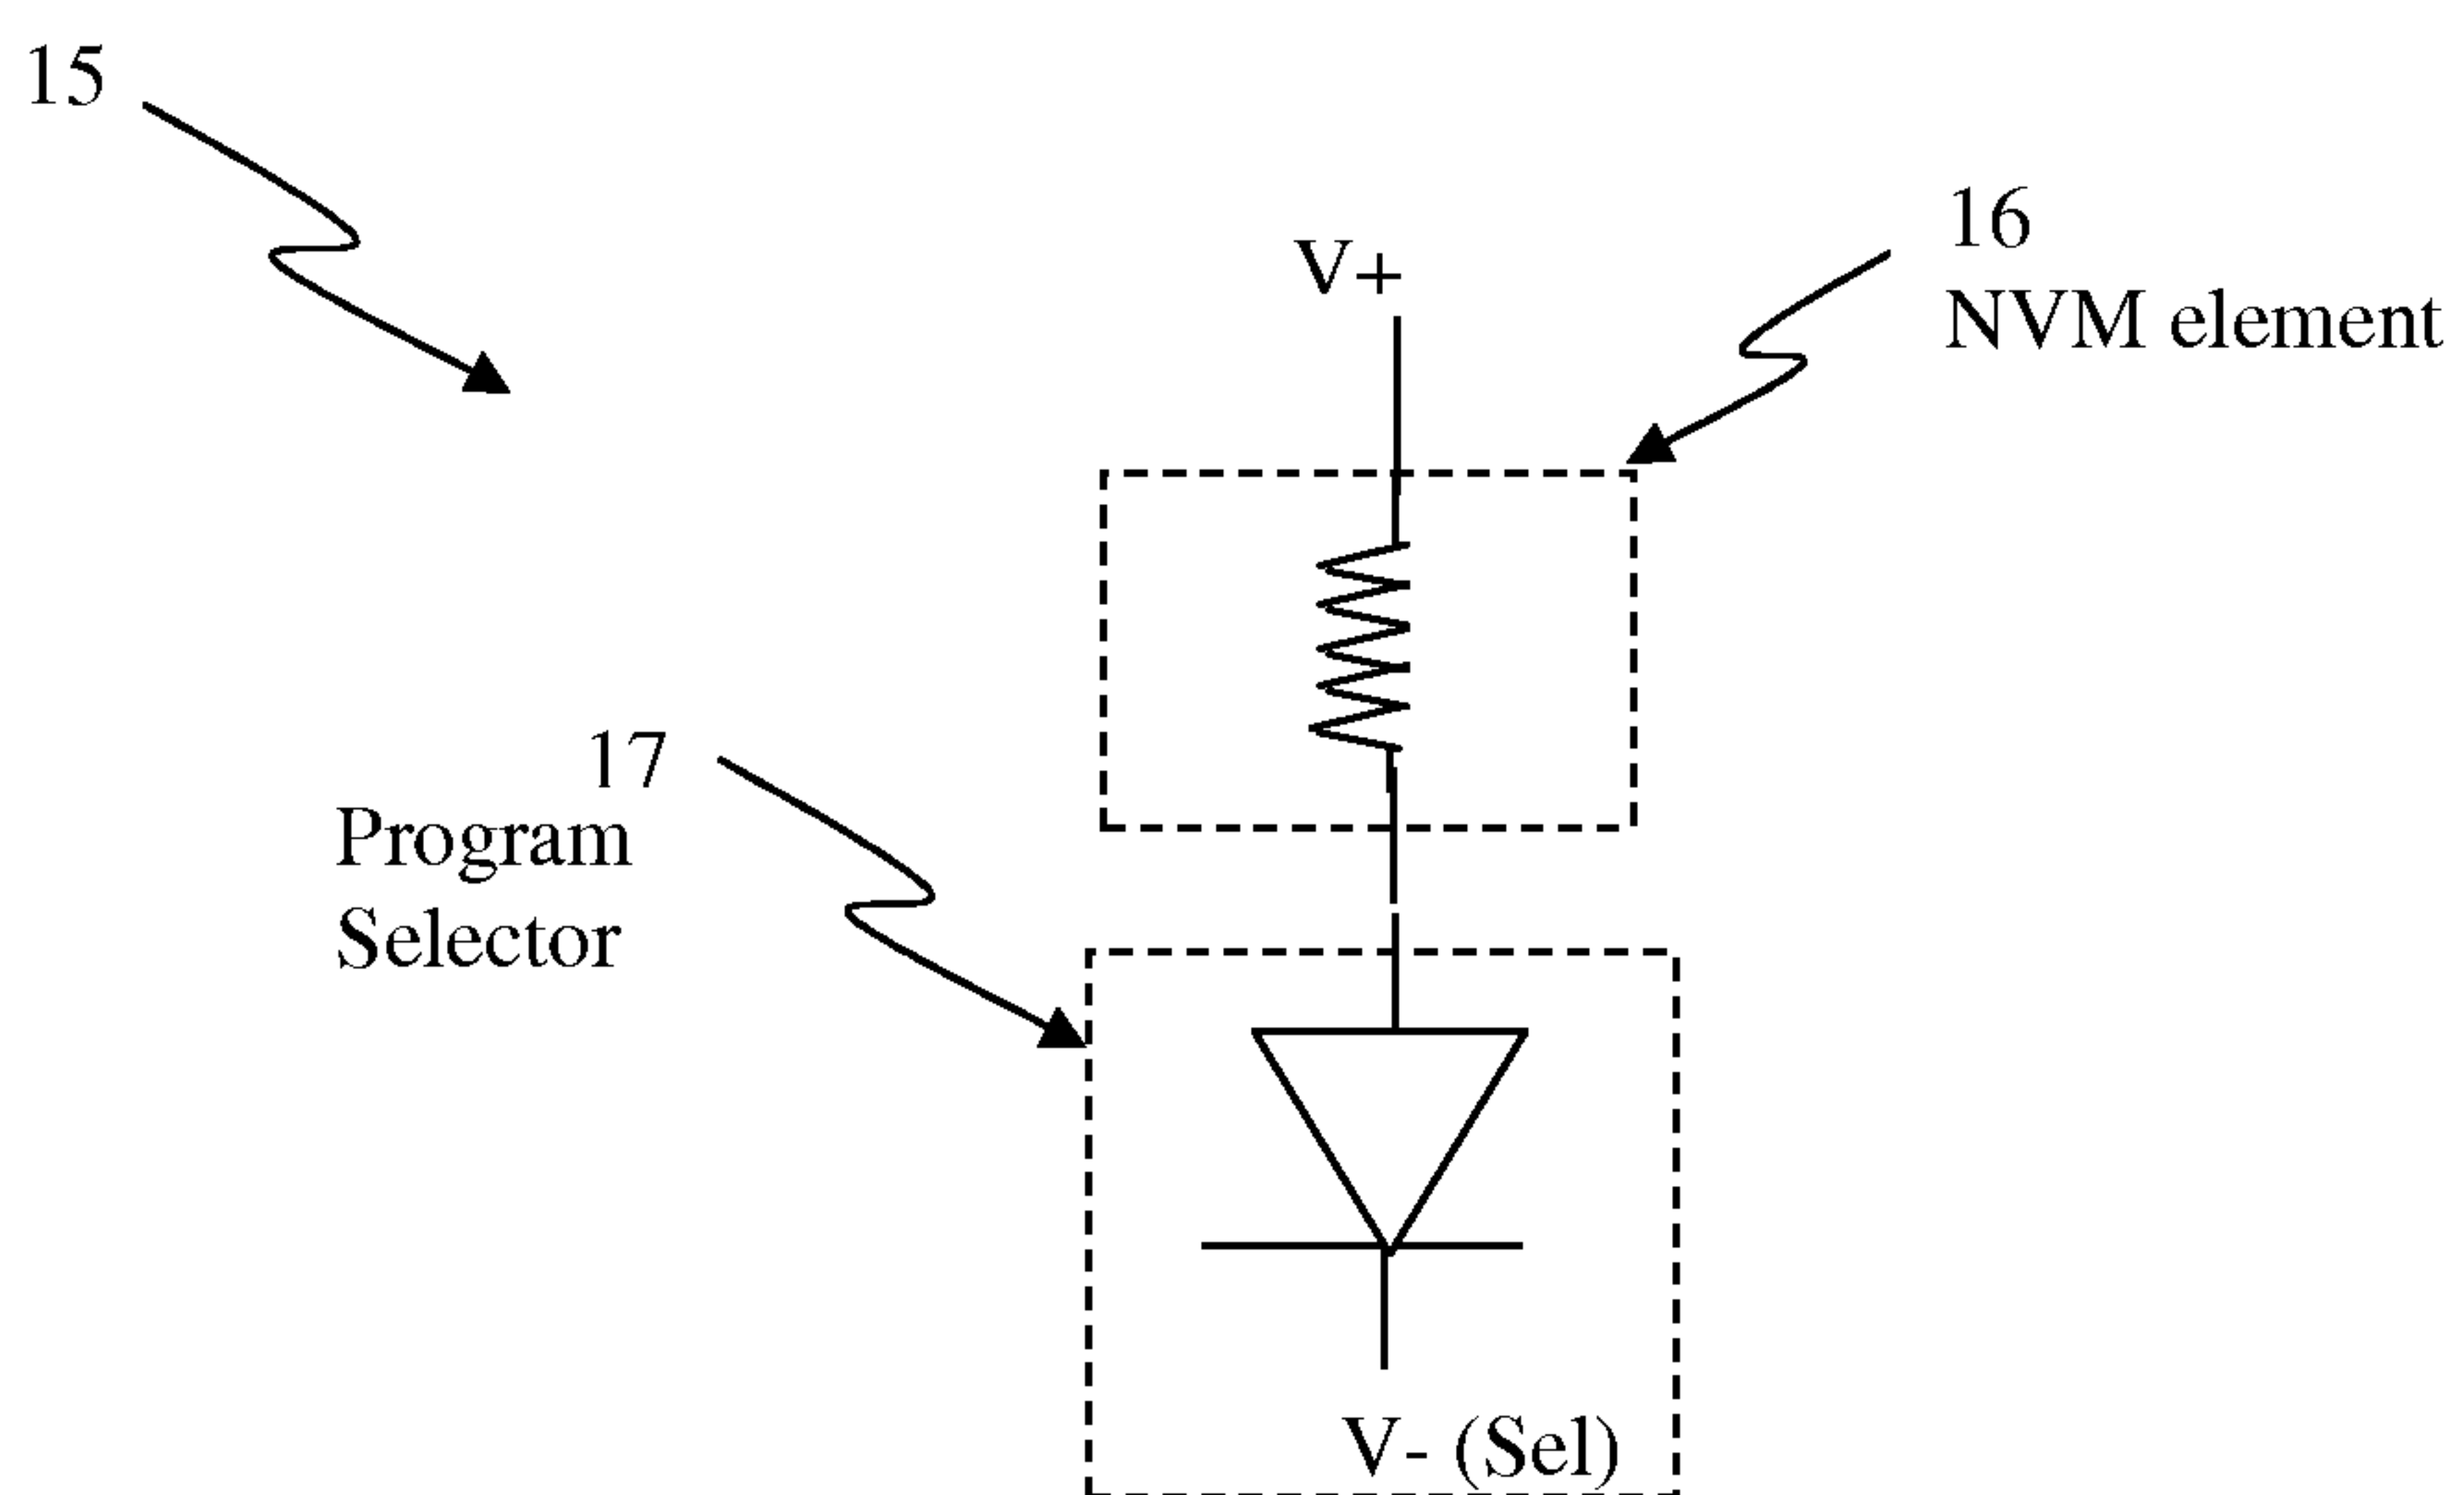 15
V+
16
NVM element
17
Program
Selector
V- (Sel)